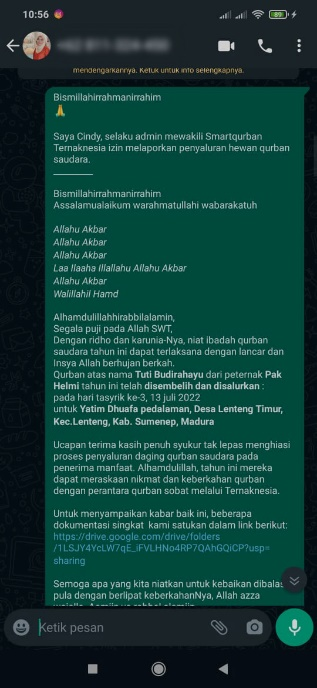 10:56
89
mendengarkannya. Ketuk untuk info selengkapnya.
Bismillahirrahmanirrahim
Saya Cindy, selaku admin mewakili Smartqurban
Ternaknesia izin melaporkan penyaluran hewan qurban
saudara.
Bismillahirrahmanirrahim
Assalamualaikum warahmatullahi wabarakatuh
Allahu Akbar
Allahu Akbar
Allahu Akbar
Laa Ilaaha Illallahu Allahu Akbar
Allahu Akbar
Walillahil Hamd
Alhamdulillahhirabbilalamin,
Segala puji pada Allah SWT,
Dengan ridho dan karunia-Nya, niat ibadah qurban
saudara tahun ini dapat terlaksana dengan lancar dan
Insya Allah berhujan berkah.
Qurban atas nama Tuti Budirahayu dari peternak Pak
Helmi tahun ini telah disembelih dan disalurkan :
pada hari tasyrik ke-3, 13 juli 2022
untuk Yatim Dhuafa pedalaman, Desa Lenteng Timur,
Kec.Lenteng, Kab. Sumenep, Madura
Ucapan terima kasih penuh syukur tak lepas menghiasi
proses penyaluran daging qurban saudara pada
penerima manfaat. Alhamdulillah, tahun ini mereka
dapat merasakan nikmat dan keberkahan qurban
dengan perantara qurban sobat melalui Ternaknesia.
Untuk menyampaikan kabar baik ini, beberapa
dokumentasi singkat kami satukan dalam link berikut:
https://drive.google.com/drive/folders
/1LSJY4YcLW7qE_iFVLHNo4RP7QAhGQiCP?usp=
sharing
Semoga apa yang kita niatkan untuk kebaikan dibalas
pula dengan berlipat keberkahanNya, Allah azza
Ketik pesan